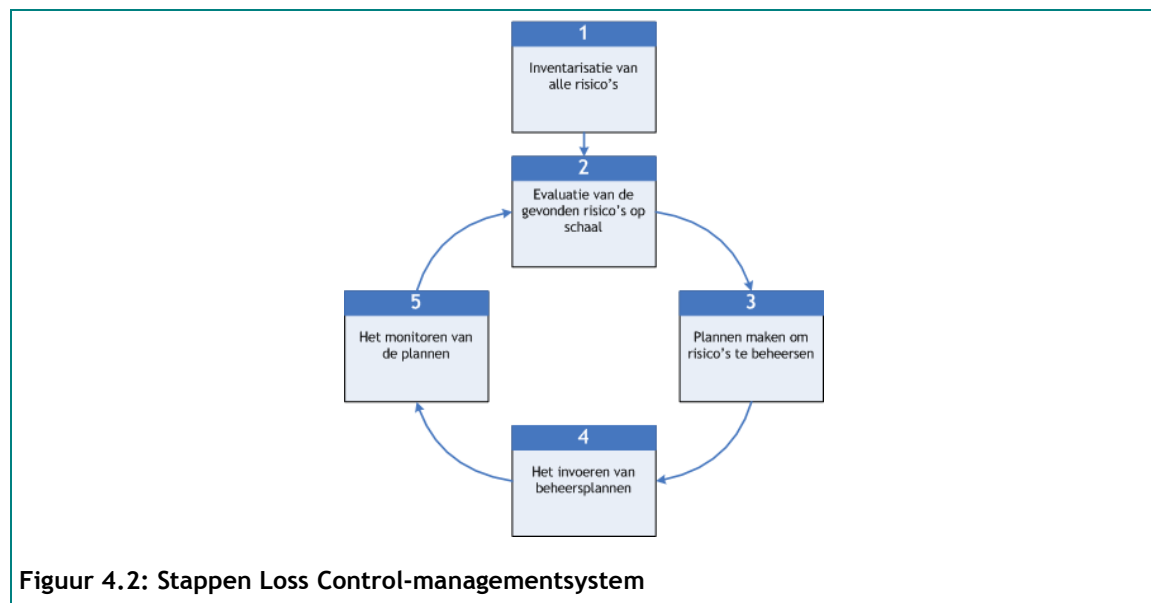 1
Inventarisatie van
alle risico's
2
Evaluatie van de
gevonden risico's op
schaal
5
Het monitoren van
de plannen
3
Plannen maken om
risico's te beheersen
4
Het invoeren van
beheersplannen
Figuur 4.2: Stappen Loss Control-managementsystem